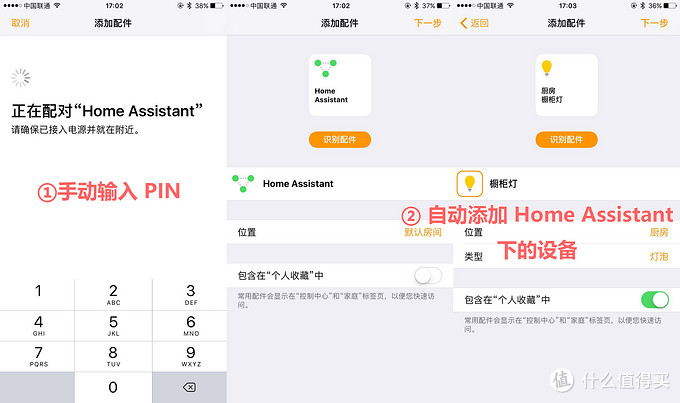 中国联通 17:02 38%
取消 添加配件
正在配对“Home Assistant”
请确保已接入电源并就在附近。
①手动输入 PIN
1
2 ABC
3 DEF
4 GHI
5 JKL
6 MNO
7 PQRS
8 TUV
9 WXYZ
0
中国联通 17:02 37%
添加配件 下一步
Home
Assistant
识别配件
Home Assistant
位置 默认房间
包含在“个人收藏”中
常用配件会显示在“控制中心”和“家庭”标签页，以便您快速访
问。
中国联通 17:03 36%
返回 添加配件 下一步
厨房
橱柜灯
识别配件
橱柜灯
② 自动添加 Home Assistant
下的设备
位置 厨房
类型 灯泡
包含在“个人收藏”中
常用配件会显示在“控制中心”和“家庭”标签页，以便您快速访
问。
值 什么值得买